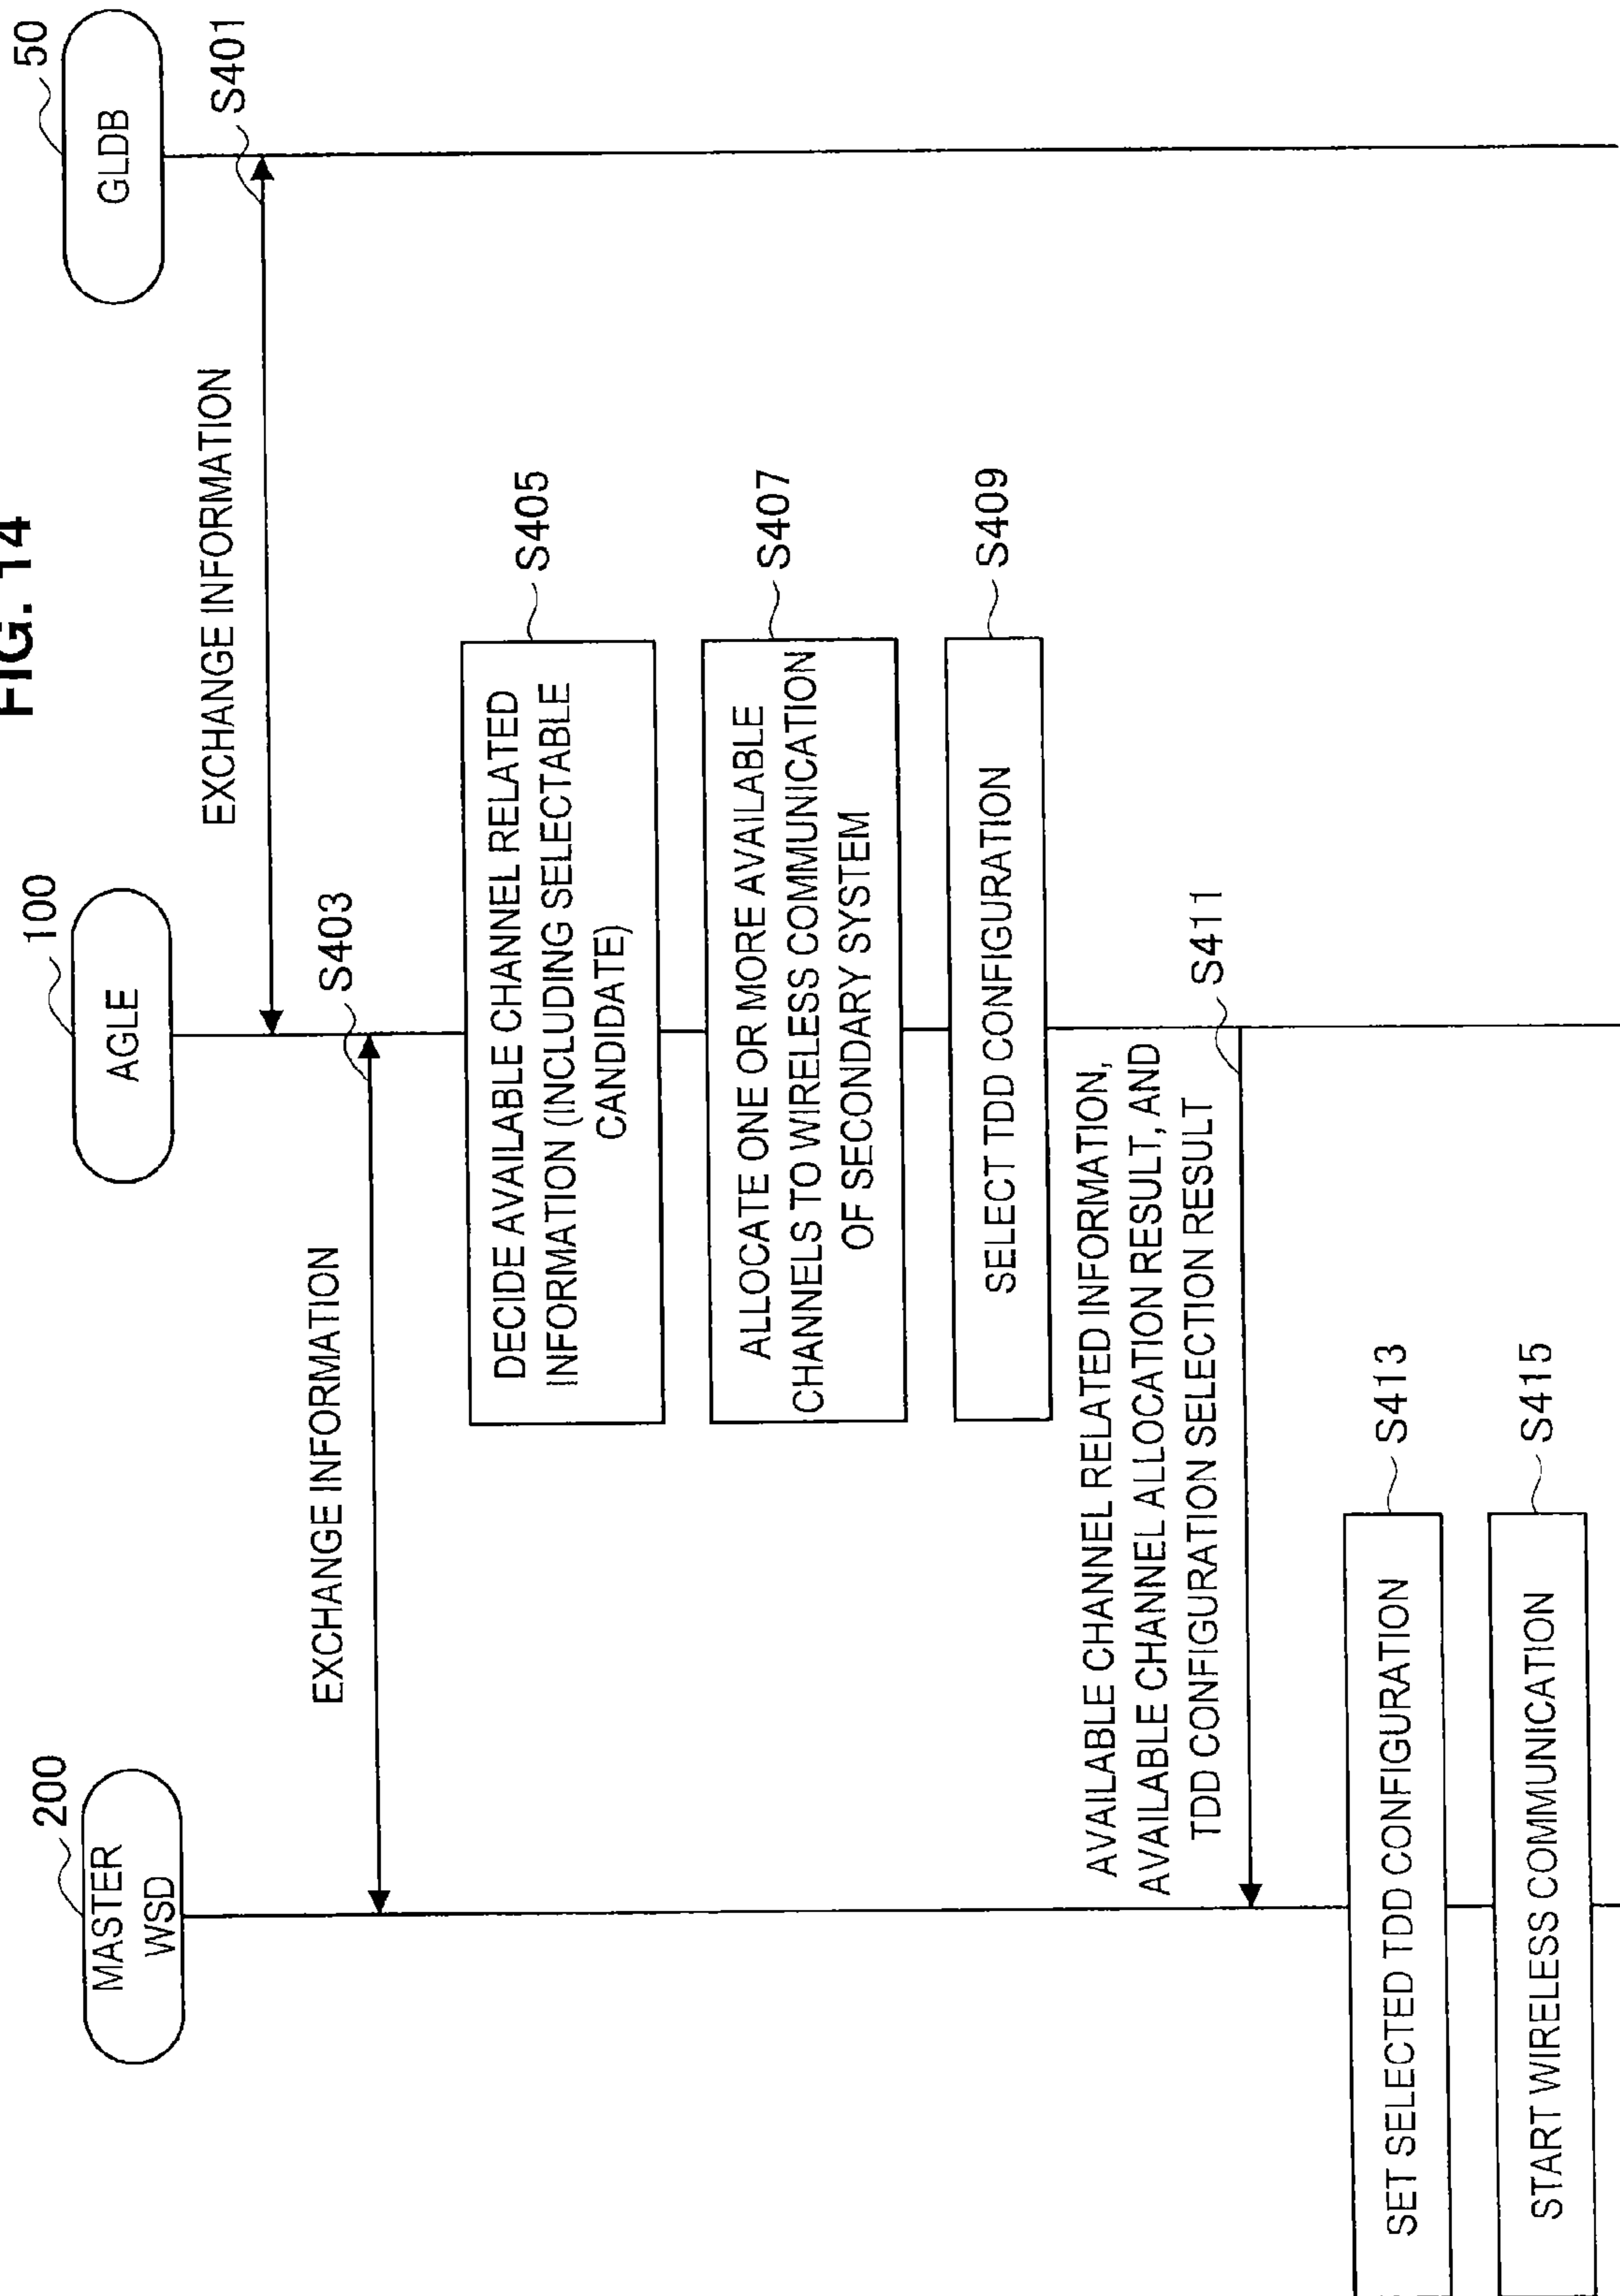 FIG. 14
200
100
50
MASTER
WSD
AGLE
GLDB
S401
EXCHANGE INFORMATION
S403
EXCHANGE INFORMATION
DECIDE AVAILABLE CHANNEL RELATED
INFORMATION (INCLUDING SELECTABLE
CANDIDATE)
S405
ALLOCATE ONE OR MORE AVAILABLE
CHANNELS TO WIRELESS COMMUNICATION
OF SECONDARY SYSTEM
S407
SELECT TDD CONFIGURATION
S409
AVAILABLE CHANNEL RELATED INFORMATION,
AVAILABLE CHANNEL ALLOCATION RESULT, AND
TDD CONFIGURATION SELECTION RESULT
S411
SET SELECTED TDD CONFIGURATION
S413
START WIRELESS COMMUNICATION
S415